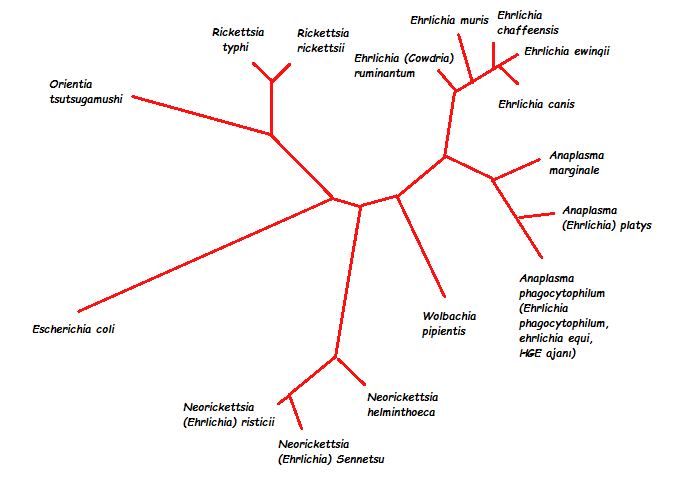 Rickettsia
typhi
Rickettsia
rickettsii
Ehrlichia muris
Ehrlichia
chaffeensis
Ehrlichia ewingii
Ehrlichia (Cowdria)
ruminantum
Ehrlichia canis
Orientia
tsutsugamushi
Anaplasma
marginale
Anaplasma
(Ehrlichia) platys
Anaplasma
phagocytophilum
(Ehrlichia
phagocytophilum,
ehrlichia equi,
HGE ajanı)
Wolbachia
pipientis
Escherichia coli
Neorickettsia
helminthoeca
Neorickettsia
(Ehrlichia) risticii
Neorickettsia
(Ehrlichia) Sennetsu